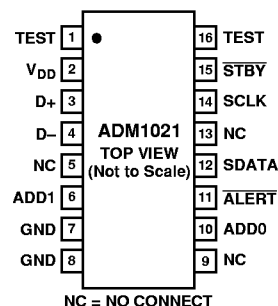 TEST 1 16 TEST
VDD 2 15 STBY
D+ 3 14 SCLK
D– 4 13 NC
ADM1021
TOP VIEW
(Not to Scale)
NC 5 12 SDATA
ADD1 6 11 ALERT
GND 7 10 ADD0
GND 8 9 NC
NC = NO CONNECT